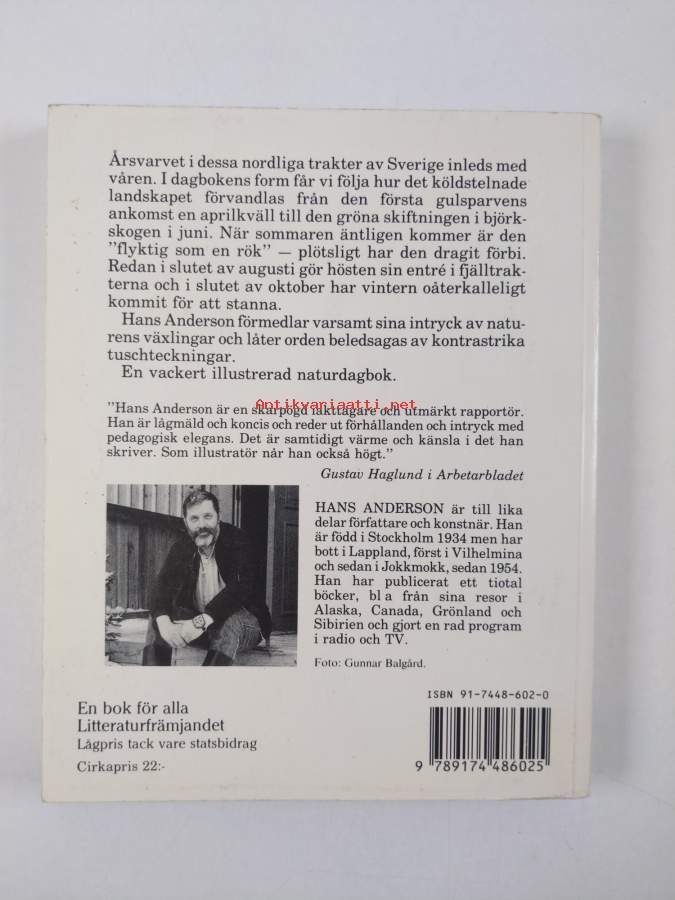 Årsvarvet i dessa nordliga trakter av Sverige inleds med
våren. I dagbokens form får vi följa hur det köldstelnade
landskapet förvandlas från den första gulsparvens
ankomst en aprilkväll till den gröna skiftningen i björk-
skogen i juni. När sommaren äntligen kommer är den
”flyktig som en rök” — plötsligt har den dragit förbi.
Redan i slutet av augusti gör hösten sin entré i fjälltrak-
terna och i slutet av oktober har vintern oåterkalleligt
kommit för att stanna.
Hans Anderson förmedlar varsamt sina intryck av natu-
rens växlingar och låter orden beledsagas av kontrastrika
tuschteckningar.
En vackert illustrerad naturdagbok.
Antikvariaatti.net
”Hans Anderson är en skarpögd iakttagare och utmärkt rapportör.
Han är lågmäld och koncis och reder ut förhållanden och intryck med
pedagogisk elegans. Det är samtidigt värme och känsla i det han
skriver. Som illustratör når han också högt.”
Gustav Haglund i Arbetarbladet
HANS ANDERSON är till lika
delar författare och konstnär. Han
är född i Stockholm 1934 men har
bott i Lappland, först i Vilhelmina
och sedan i Jokkmokk, sedan 1954.
Han har publicerat ett tiotal
böcker, bl a från sina resor i
Alaska, Canada, Grönland och
Sibirien och gjort en rad program
i radio och TV.
Foto: Gunnar Balgård.
En bok för alla
Litteraturfrämjandet
Lågpris tack vare statsbidrag
Cirkapris 22:-
ISBN 91-7448-602-0
9 789174 486025